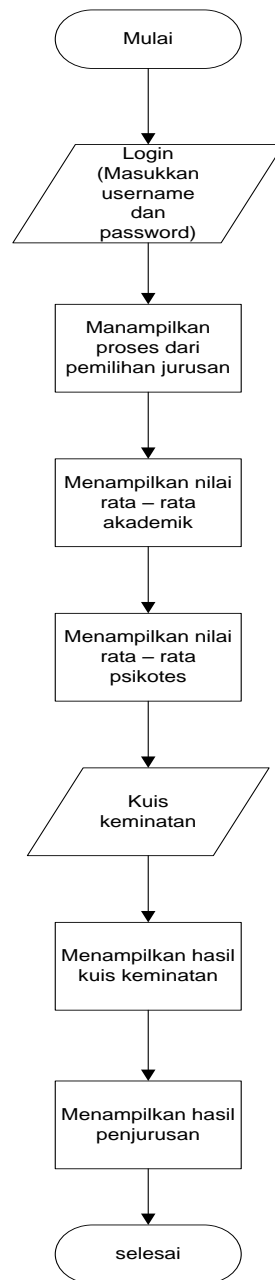 Mulai
Login
(Masukkan
username
dan
password)
Manampilkan
proses dari
pemilihan jurusan
Menampilkan nilai
rata – rata
akademik
Menampilkan nilai
rata – rata
psikotes
Kuis
keminatan
Menampilkan hasil
kuis keminatan
Menampilkan hasil
penjurusan
selesai